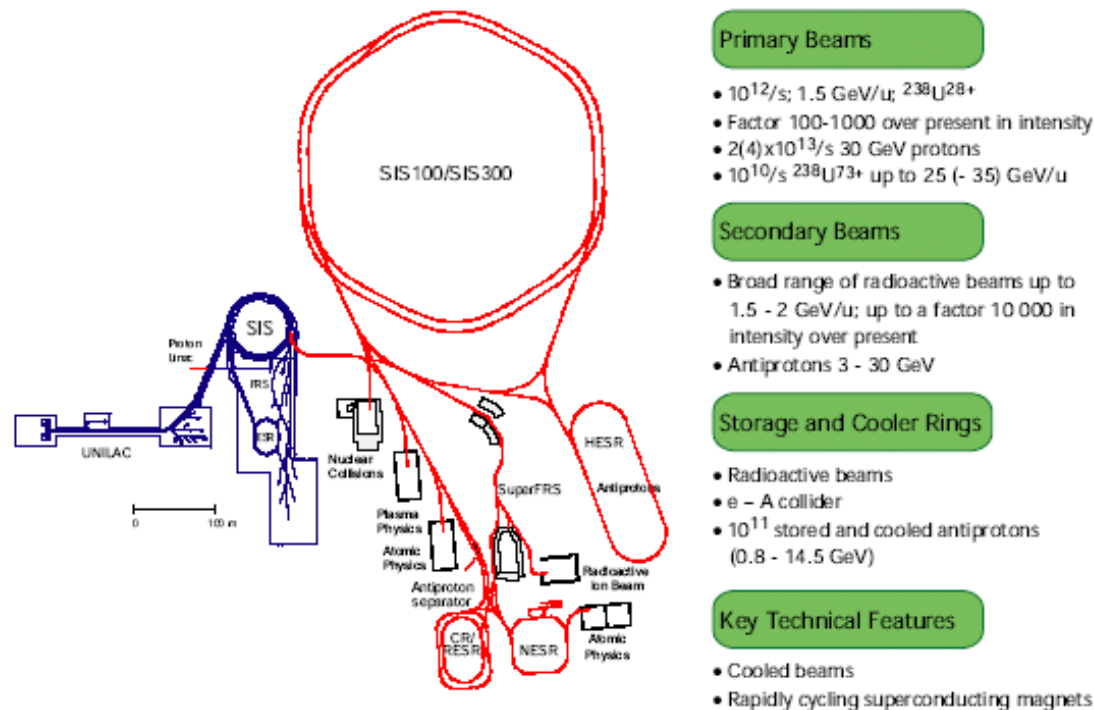 SIS100/SIS300
SIS
Proton
Linac
FRS
ESR
UNILAC
0
100 m
Nuclear
Collisions
Plasma
Physics
Atomic
Physics
Antiproton
separator
SuperFRS
HESR
Antiprotons
Radioactive
Ion Beam
CR/
RESR
NESR
Atomic
Physics
Primary Beams
• 10¹²/s; 1.5 GeV/u; ²³⁸U²⁸⁺
• Factor 100-1000 over present in intensity
• 2(4)x10¹³/s 30 GeV protons
• 10¹⁰/s ²³⁸U⁷³⁺ up to 25 (- 35) GeV/u
Secondary Beams
• Broad range of radioactive beams up to
1.5 - 2 GeV/u; up to a factor 10 000 in
intensity over present
• Antiprotons 3 - 30 GeV
Storage and Cooler Rings
• Radioactive beams
• e – A collider
• 10¹¹ stored and cooled antiprotons
(0.8 - 14.5 GeV)
Key Technical Features
• Cooled beams
• Rapidly cycling superconducting magnets